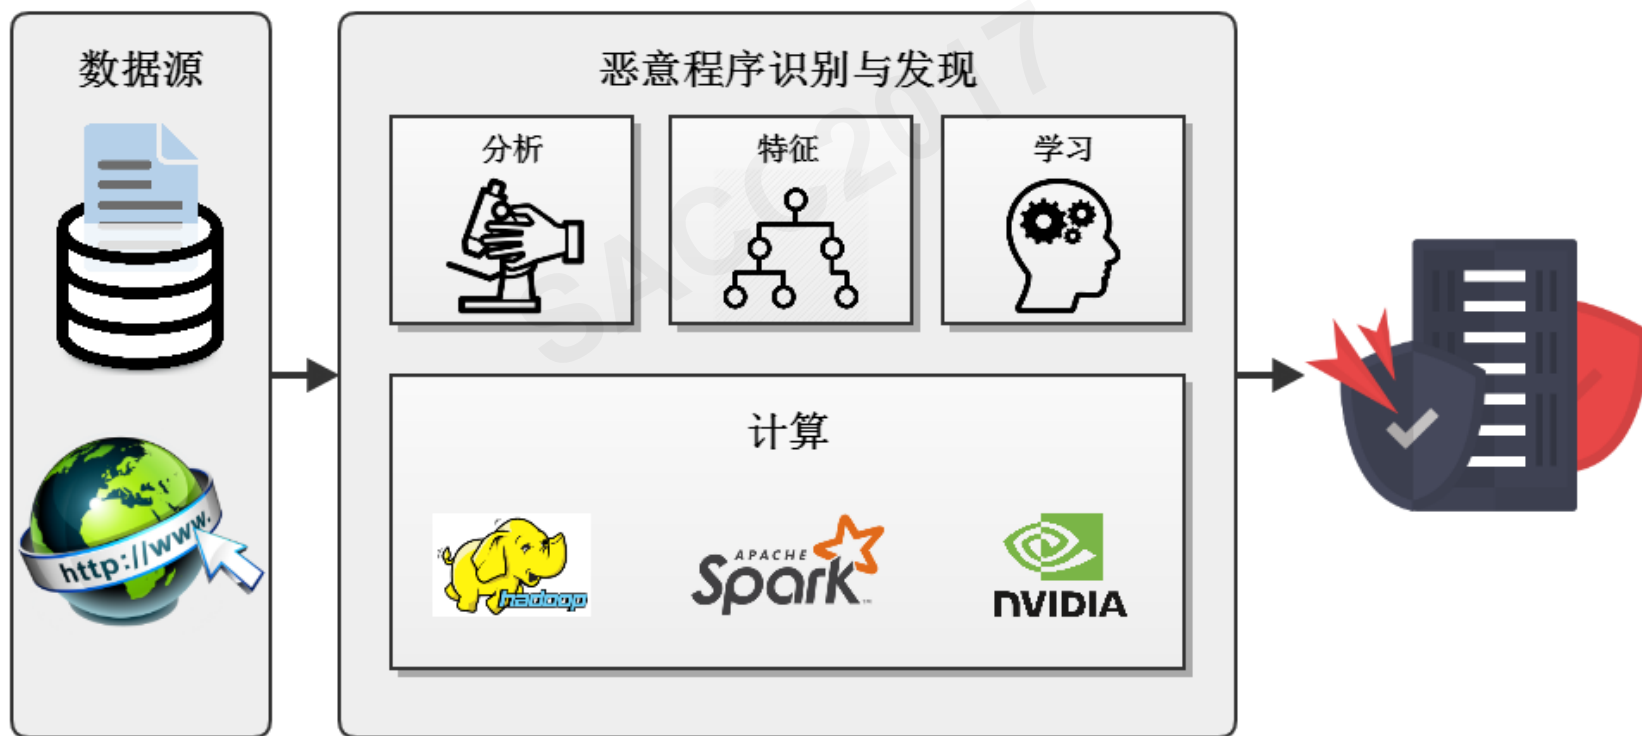 数据源
http://www.
恶意程序识别与发现
分析
特征
学习
SACC2017
计算
hadoop
APACHE
Spark
NVIDIA